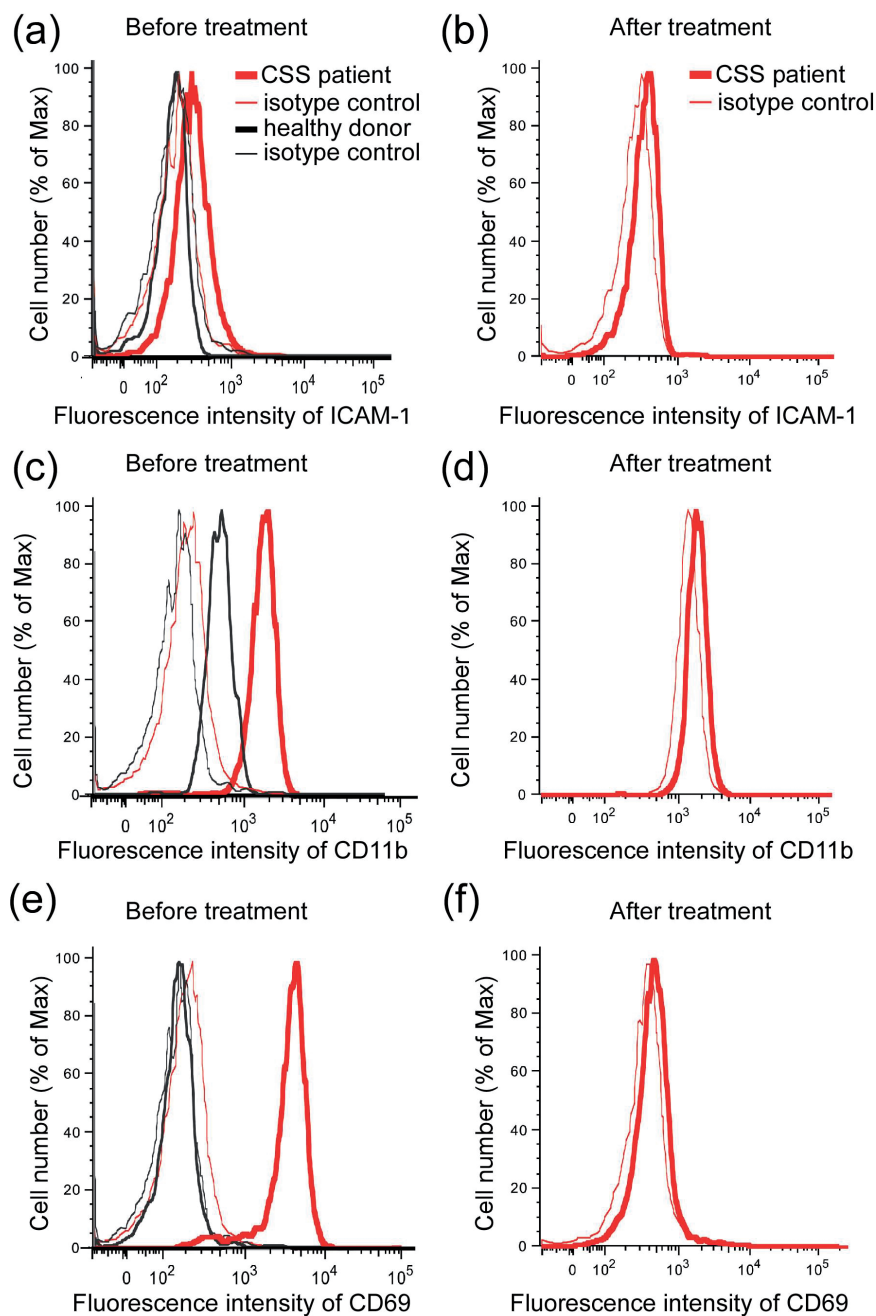 (a)
Before treatment
CSS patient
isotype control
healthy donor
isotype control
Cell number (% of Max)
100
80
60
40
20
0
0 10² 10³ 10⁴ 10⁵
Fluorescence intensity of ICAM-1
(b)
After treatment
CSS patient
isotype control
Cell number (% of Max)
100
80
60
40
20
0
0 10² 10³ 10⁴ 10⁵
Fluorescence intensity of ICAM-1
(c)
Before treatment
Cell number (% of Max)
100
80
60
40
20
0
0 10² 10³ 10⁴ 10⁵
Fluorescence intensity of CD11b
(d)
After treatment
Cell number (% of Max)
100
80
60
40
20
0
0 10² 10³ 10⁴ 10⁵
Fluorescence intensity of CD11b
(e)
Before treatment
Cell number (% of Max)
100
80
60
40
20
0
0 10² 10³ 10⁴ 10⁵
Fluorescence intensity of CD69
(f)
After treatment
Cell number (% of Max)
100
80
60
40
20
0
0 10² 10³ 10⁴ 10⁵
Fluorescence intensity of CD69